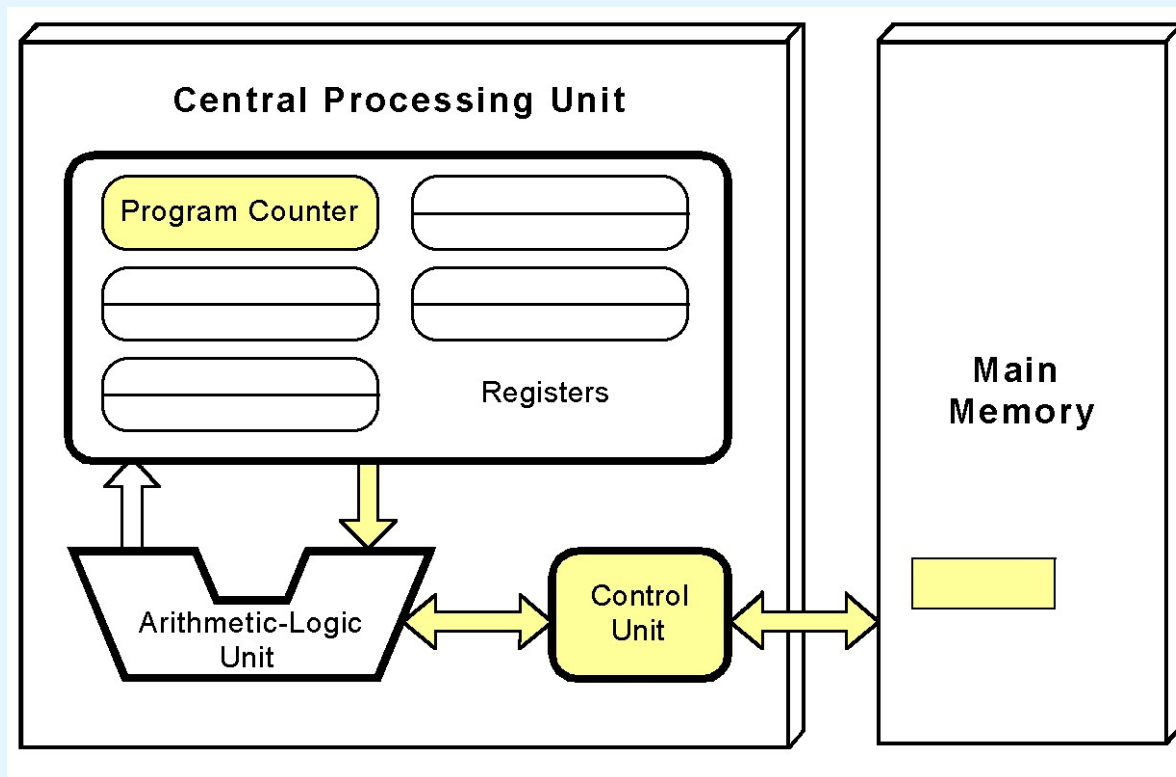 Central Processing Unit
Program Counter
Registers
Main
Memory
Arithmetic-Logic
Unit
Control
Unit